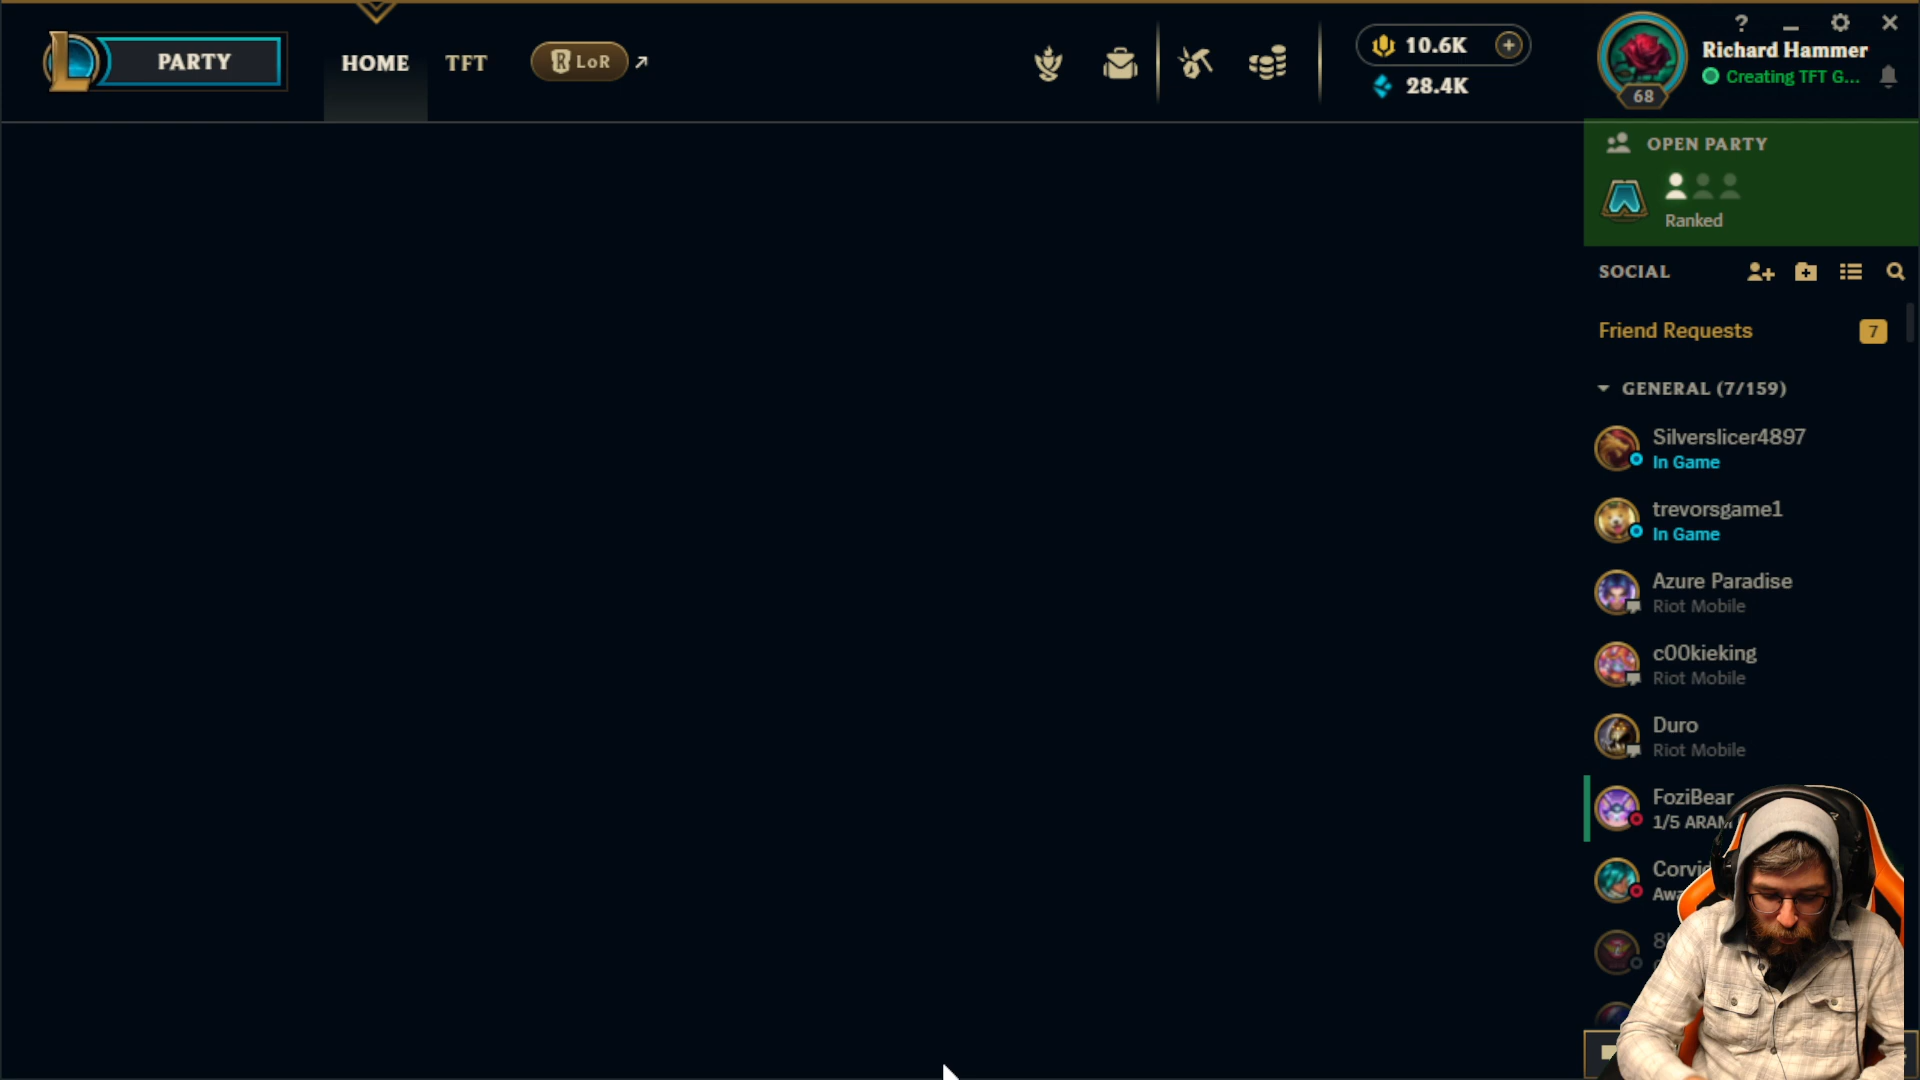 PARTY
HOME
TFT
LoR
10.6K
28.4K
68
Richard Hammer
Creating TFT G...
OPEN PARTY
Ranked
SOCIAL
Friend Requests
7
GENERAL (7/159)
Silverslicer4897
In Game
trevorsgame1
In Game
Azure Paradise
Riot Mobile
c00kieking
Riot Mobile
Duro
Riot Mobile
FoziBear
1/5 ARAM